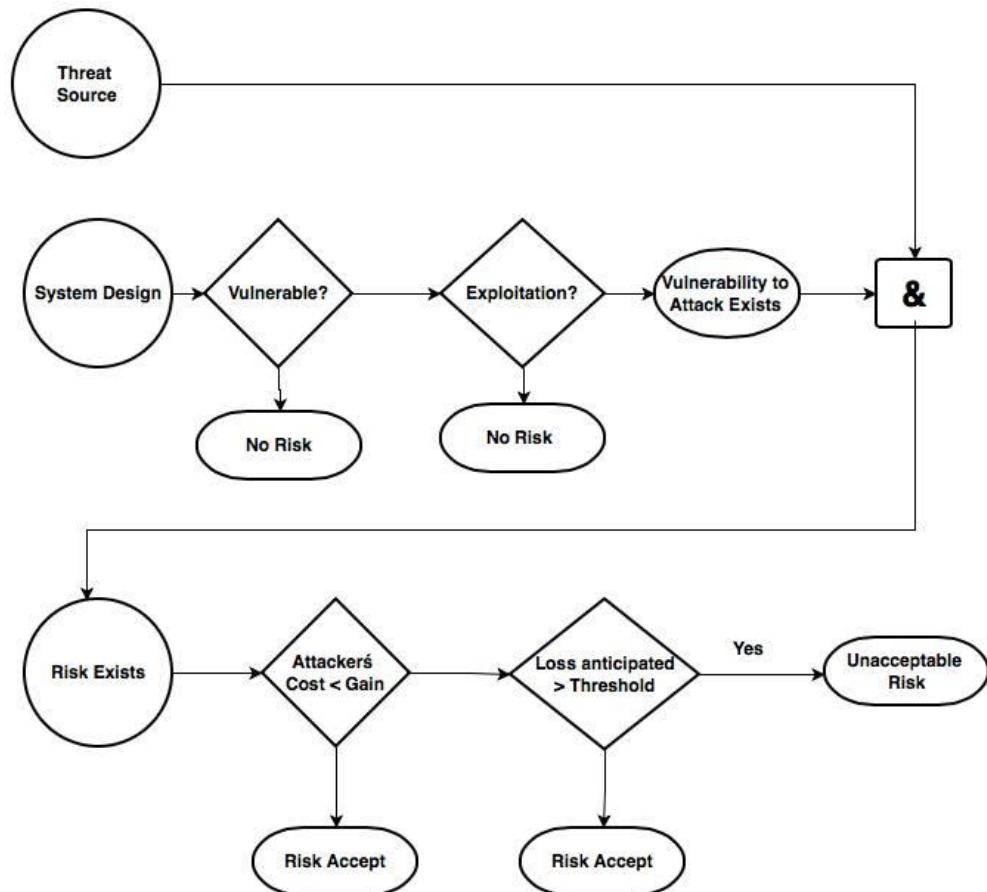 Threat
Source
System Design
Vulnerable?
Exploitation?
Vulnerability to
Attack Exists
&
No Risk
No Risk
Risk Exists
Attackerś
Cost < Gain
Loss anticipated
> Threshold
Yes
Unacceptable
Risk
Risk Accept
Risk Accept